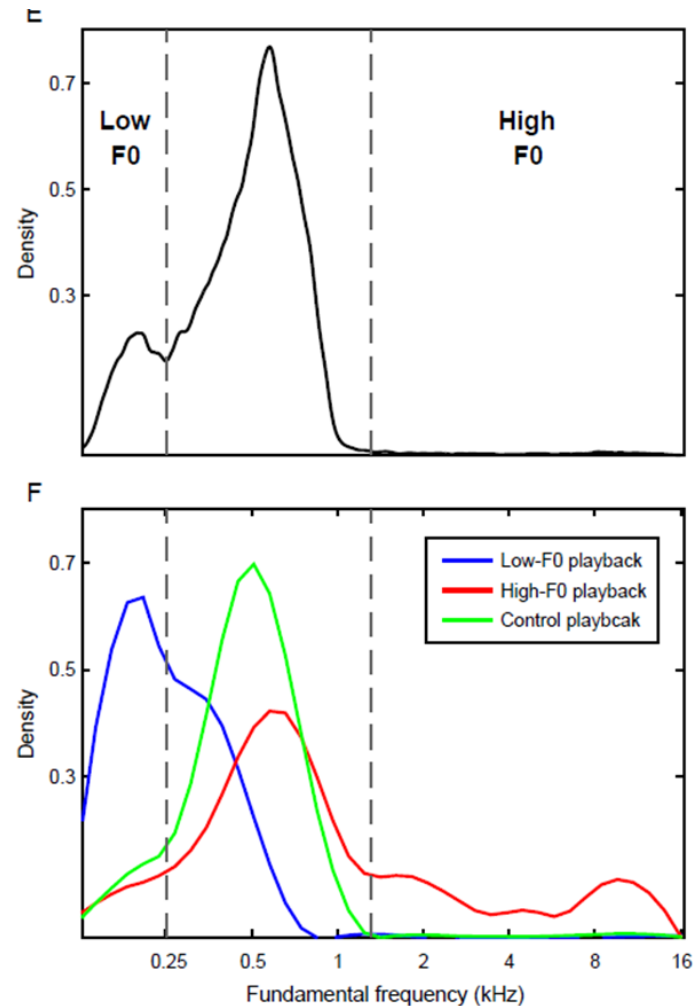 E
0.7
Low
F0
High
F0
0.5
Density
0.3
F
0.7
Low-F0 playback
High-F0 playback
Control playbcak
0.5
Density
0.3
0.25 0.5 1 2 4 8 16
Fundamental frequency (kHz)